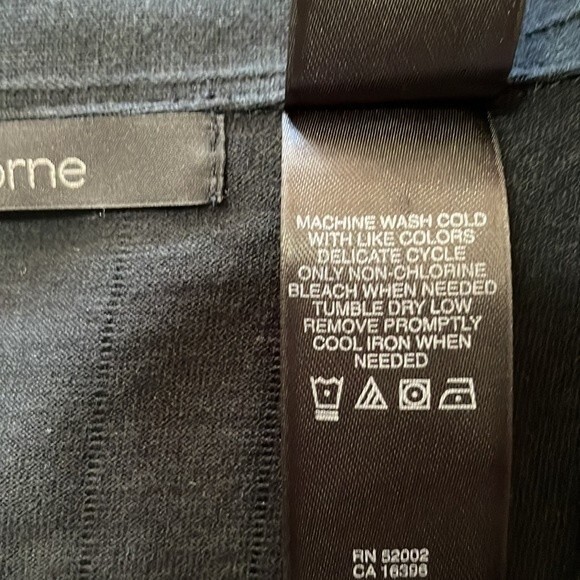 orne
MACHINE WASH COLD
WITH LIKE COLORS
DELICATE CYCLE
ONLY NON-CHLORINE
BLEACH WHEN NEEDED
TUMBLE DRY LOW
REMOVE PROMPTLY
COOL IRON WHEN
NEEDED
RN 52002
CA 16396